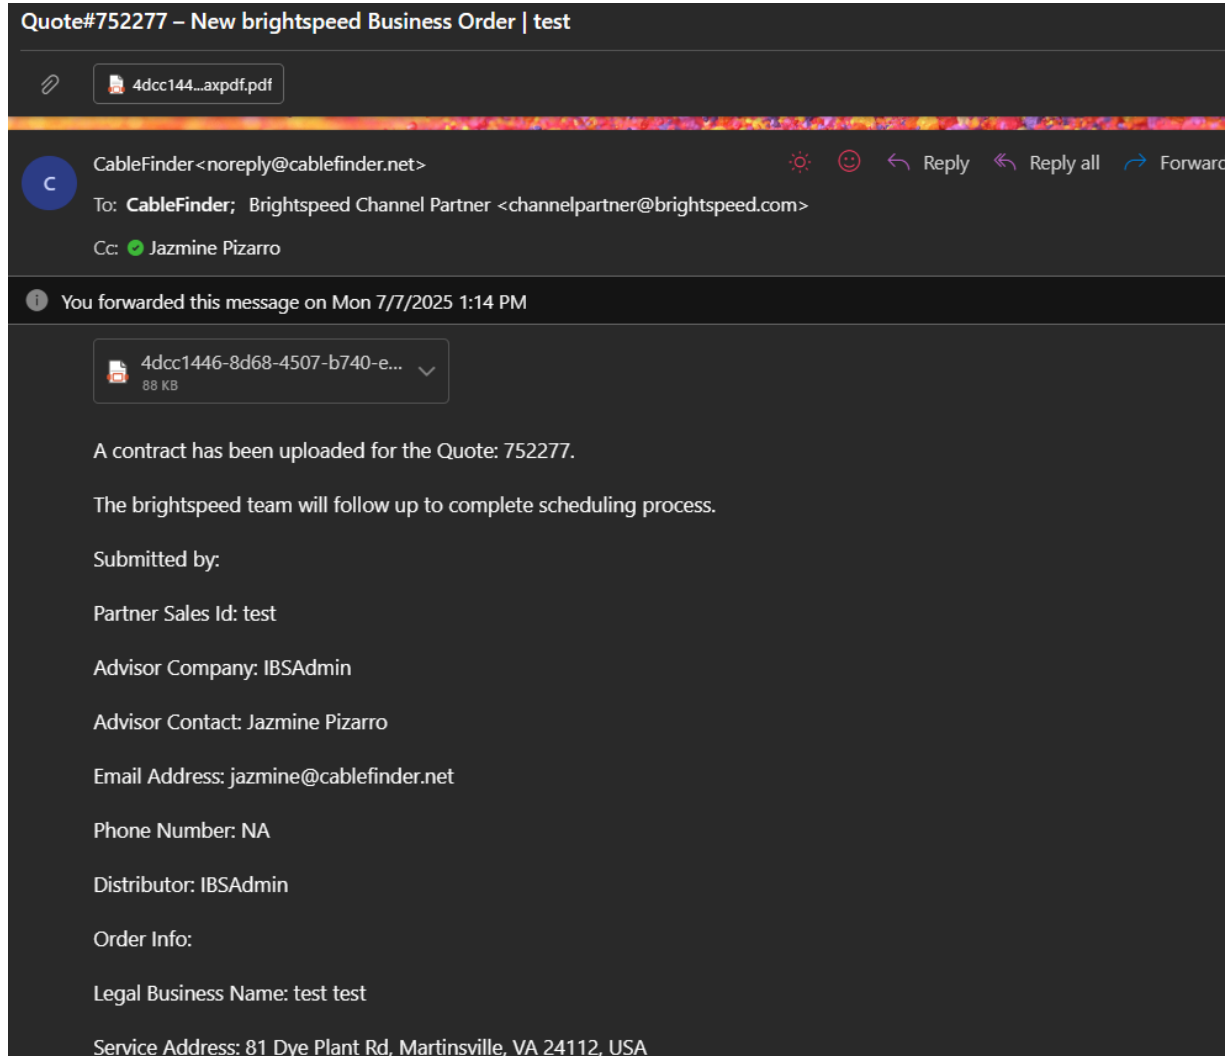 Quote#752277 – New brightspeed Business Order | test
4dcc144...axpdf.pdf
C
CableFinder<noreply@cablefinder.net>
Reply
Reply all
Forward
To: CableFinder; Brightspeed Channel Partner <channelpartner@brightspeed.com>
Cc: Jazmine Pizarro
You forwarded this message on Mon 7/7/2025 1:14 PM
4dcc1446-8d68-4507-b740-e...
88 KB
A contract has been uploaded for the Quote: 752277.
The brightspeed team will follow up to complete scheduling process.
Submitted by:
Partner Sales Id: test
Advisor Company: IBSAdmin
Advisor Contact: Jazmine Pizarro
Email Address: jazmine@cablefinder.net
Phone Number: NA
Distributor: IBSAdmin
Order Info:
Legal Business Name: test test
Service Address: 81 Dye Plant Rd, Martinsville, VA 24112, USA